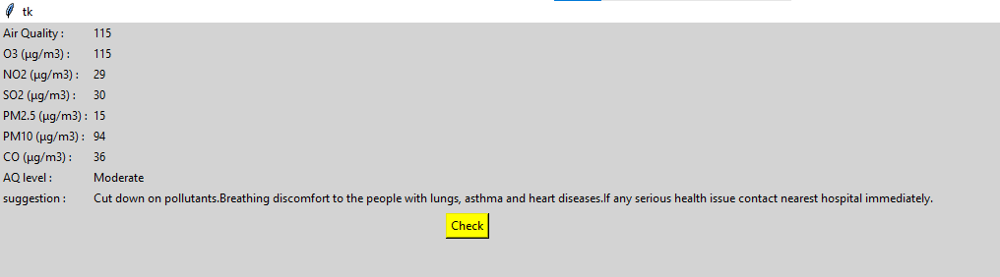 tk
Air Quality : 115
O3 (μg/m3) : 115
NO2 (μg/m3) : 29
SO2 (μg/m3) : 30
PM2.5 (μg/m3) : 15
PM10 (μg/m3) : 94
CO (μg/m3) : 36
AQ level : Moderate
suggestion : Cut down on pollutants.Breathing discomfort to the people with lungs, asthma and heart diseases.If any serious health issue contact nearest hospital immediately.
Check